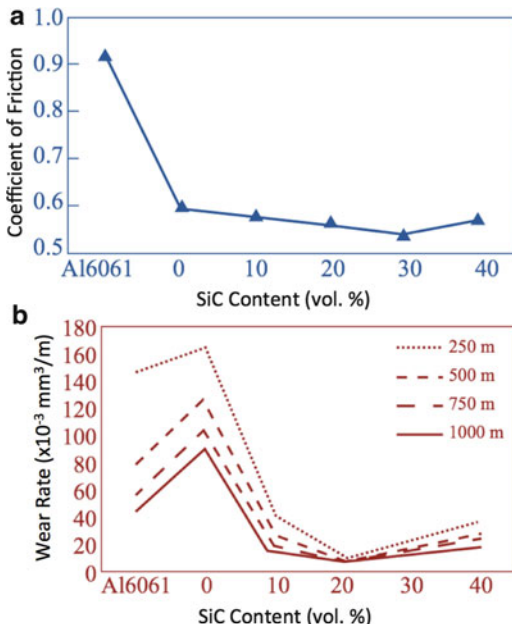 a
1.0
0.9
0.8
0.7
0.6
0.5
Coefficient of Friction
Al6061 0 10 20 30 40
SiC Content (vol. %)
b
180
160
140
120
100
80
60
40
20
0
Wear Rate (x10⁻³ mm³/m)
250 m
500 m
750 m
1000 m
Al6061 0 10 20 30 40
SiC Content (vol. %)